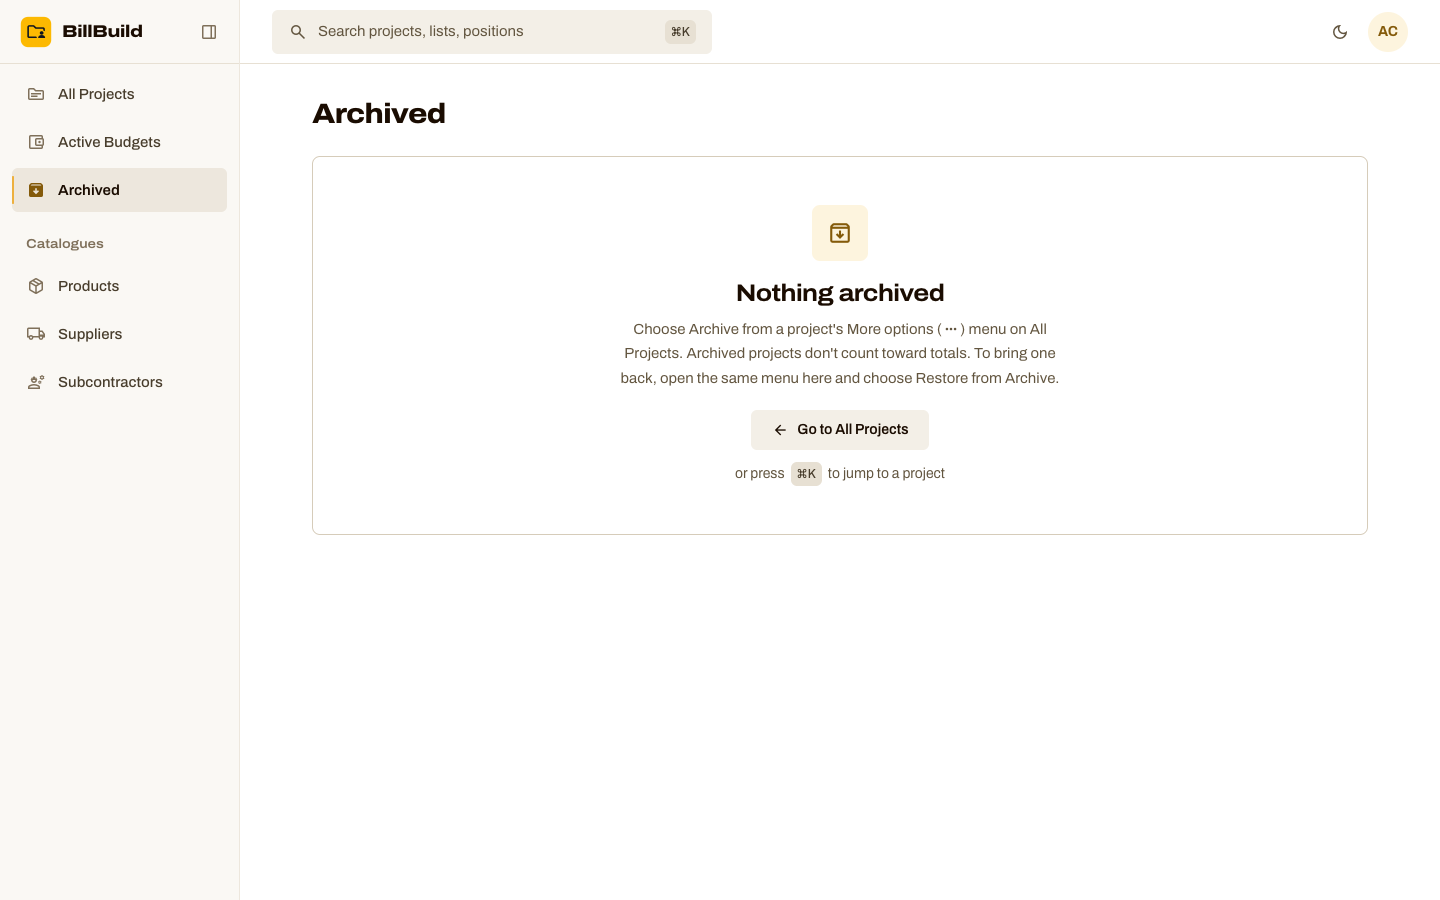 BillBuild
Search projects, lists, positions
⌘K
AC
All Projects
Active Budgets
Archived
Catalogues
Products
Suppliers
Subcontractors
Archived
Nothing archived
Choose Archive from a project's More options ( ··· ) menu on All
Projects. Archived projects don't count toward totals. To bring one
back, open the same menu here and choose Restore from Archive.
Go to All Projects
or press ⌘K to jump to a project